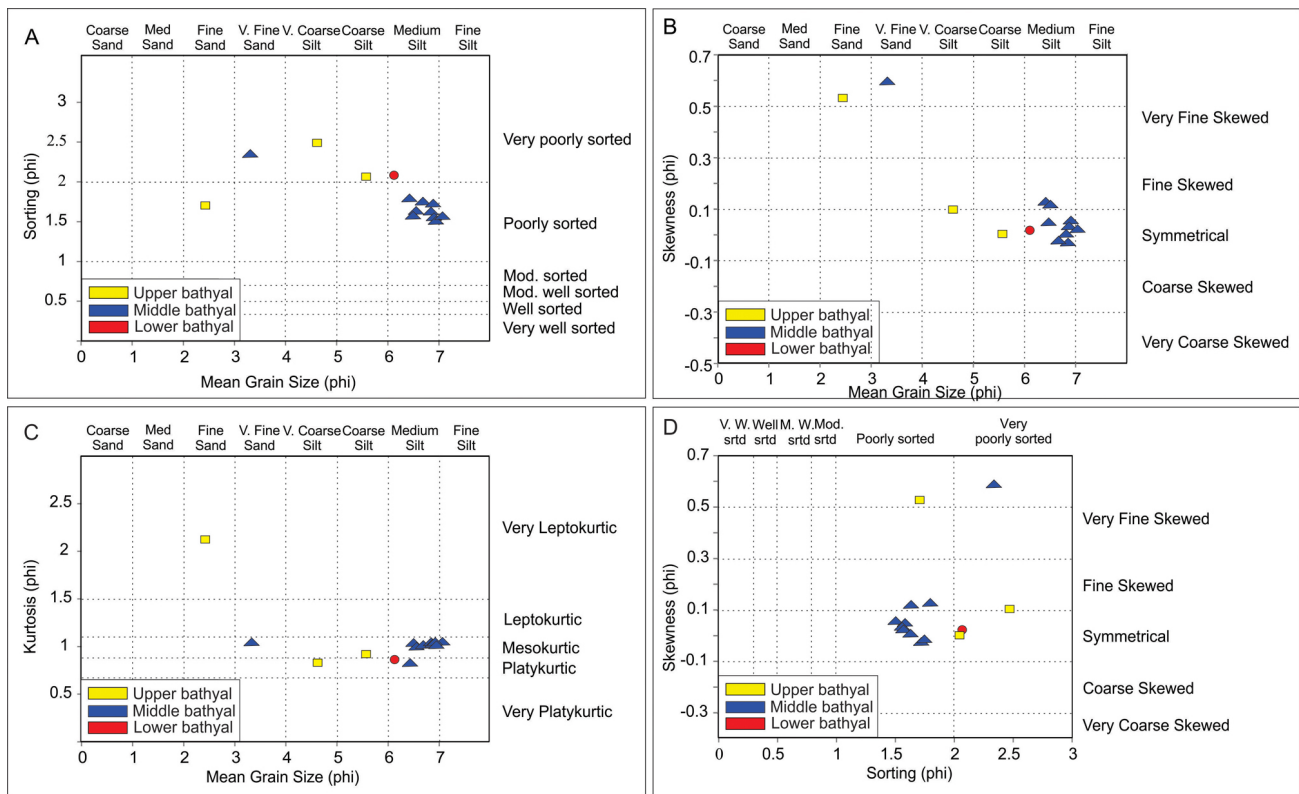 A
Coarse Sand
Med Sand
Fine Sand
V. Fine Sand
V. Coarse Silt
Coarse Silt
Medium Silt
Fine Silt
Sorting (phi)
3
2.5
2
1.5
1
0.5
Very poorly sorted
Poorly sorted
Mod. sorted
Mod. well sorted
Well sorted
Very well sorted
Upper bathyal
Middle bathyal
Lower bathyal
0 1 2 3 4 5 6 7
Mean Grain Size (phi)
B
Coarse Sand
Med Sand
Fine Sand
V. Fine Sand
V. Coarse Silt
Coarse Silt
Medium Silt
Fine Silt
Skewness (phi)
0.7
0.5
0.3
0.1
-0.1
-0.3
-0.5
Very Fine Skewed
Fine Skewed
Symmetrical
Coarse Skewed
Very Coarse Skewed
Upper bathyal
Middle bathyal
Lower bathyal
0 1 2 3 4 5 6 7
Mean Grain Size (phi)
C
Coarse Sand
Med Sand
Fine Sand
V. Fine Sand
V. Coarse Silt
Coarse Silt
Medium Silt
Fine Silt
Kurtosis (phi)
2.5
2
1.5
1
0.5
Very Leptokurtic
Leptokurtic
Mesokurtic
Platykurtic
Very Platykurtic
Upper bathyal
Middle bathyal
Lower bathyal
0 1 2 3 4 5 6 7
Mean Grain Size (phi)
D
V. W. srtd
Well srtd
M. W. srtd
Mod. srtd
Poorly sorted
Very poorly sorted
Skewness (phi)
0.7
0.5
0.3
0.1
-0.1
-0.3
Very Fine Skewed
Fine Skewed
Symmetrical
Coarse Skewed
Very Coarse Skewed
Upper bathyal
Middle bathyal
Lower bathyal
0 0.5 1 1.5 2 2.5 3
Sorting (phi)